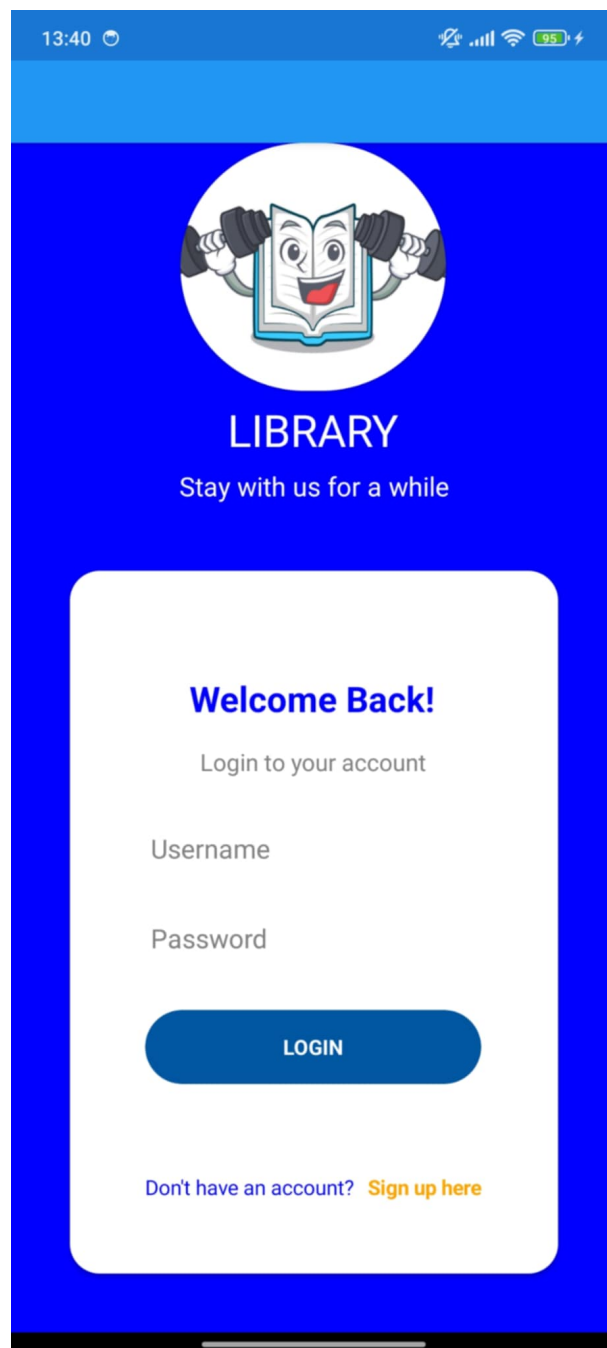 13:40
95
LIBRARY
Stay with us for a while
Welcome Back!
Login to your account
Username
Password
LOGIN
Don't have an account? Sign up here